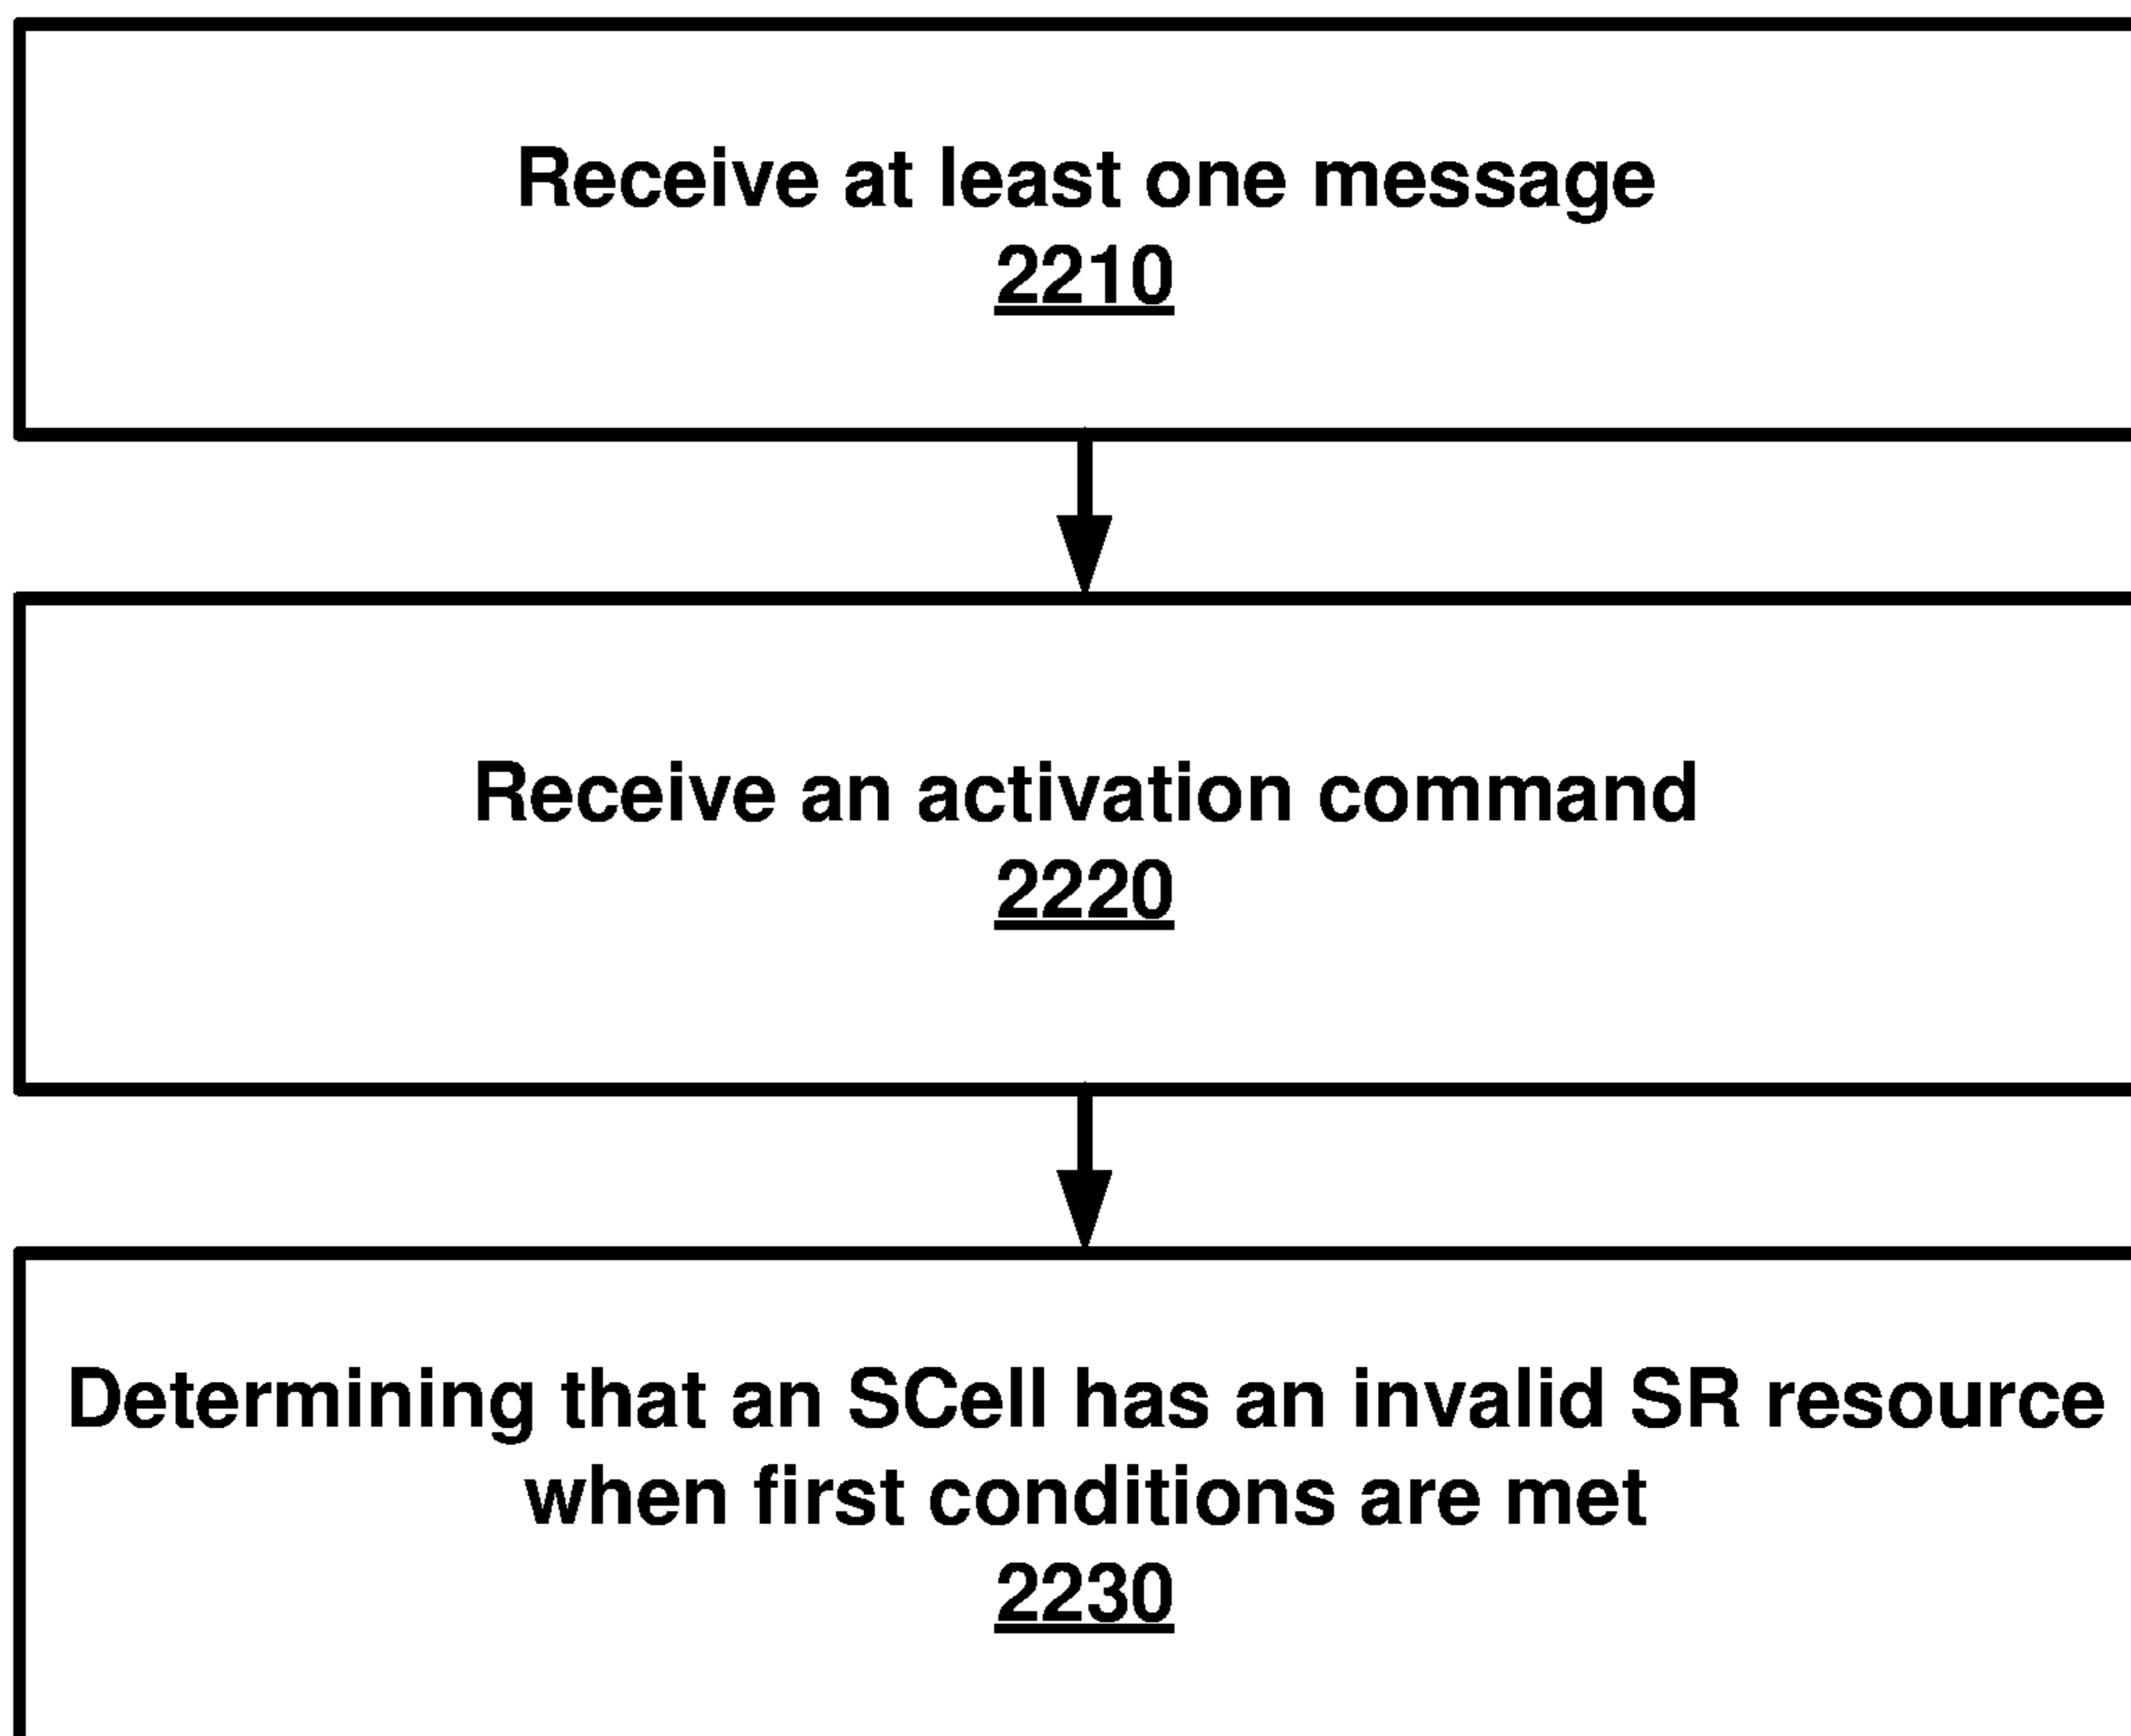 Receive at least one message
2210
Receive an activation command
2220
Determining that an SCell has an invalid SR resource
when first conditions are met
2230